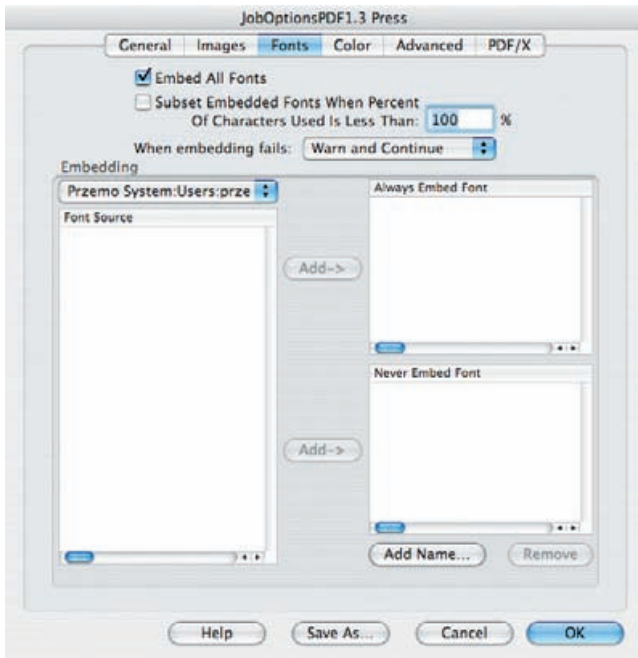 JobOptionsPDF1.3 Press
General Images Fonts Color Advanced PDF/X
Embed All Fonts
Subset Embedded Fonts When Percent
Of Characters Used Is Less Than: 100 %
When embedding fails: Warn and Continue
Embedding
Przemo System:Users:prze
Always Embed Font
Font Source
Add->
Never Embed Font
Add->
Add Name... Remove
Help Save As... Cancel OK